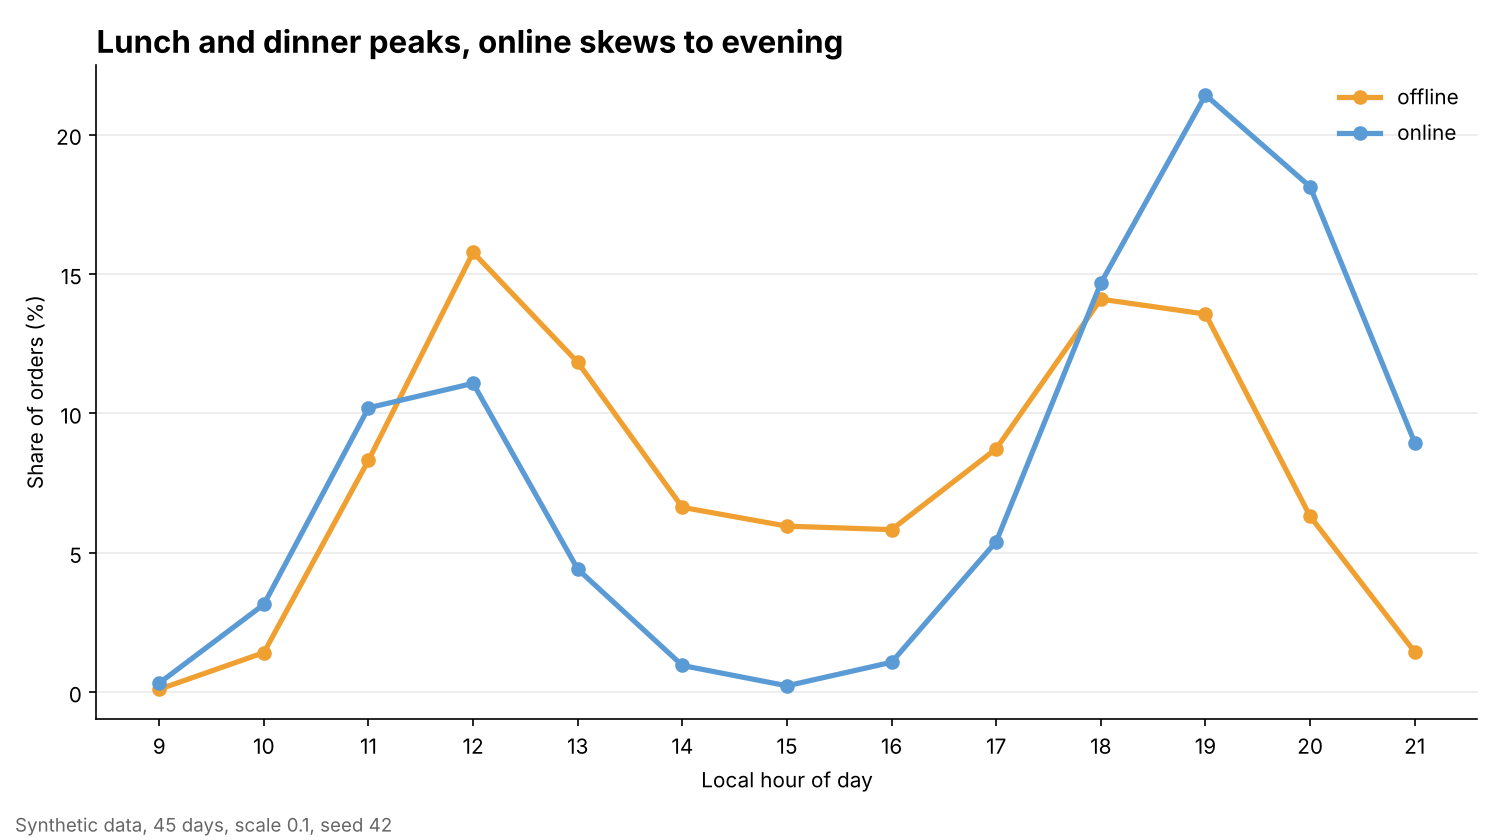 Lunch and dinner peaks, online skews to evening
offline
online
Share of orders (%)
20
15
10
5
0
9 10 11 12 13 14 15 16 17 18 19 20 21
Local hour of day
Synthetic data, 45 days, scale 0.1, seed 42